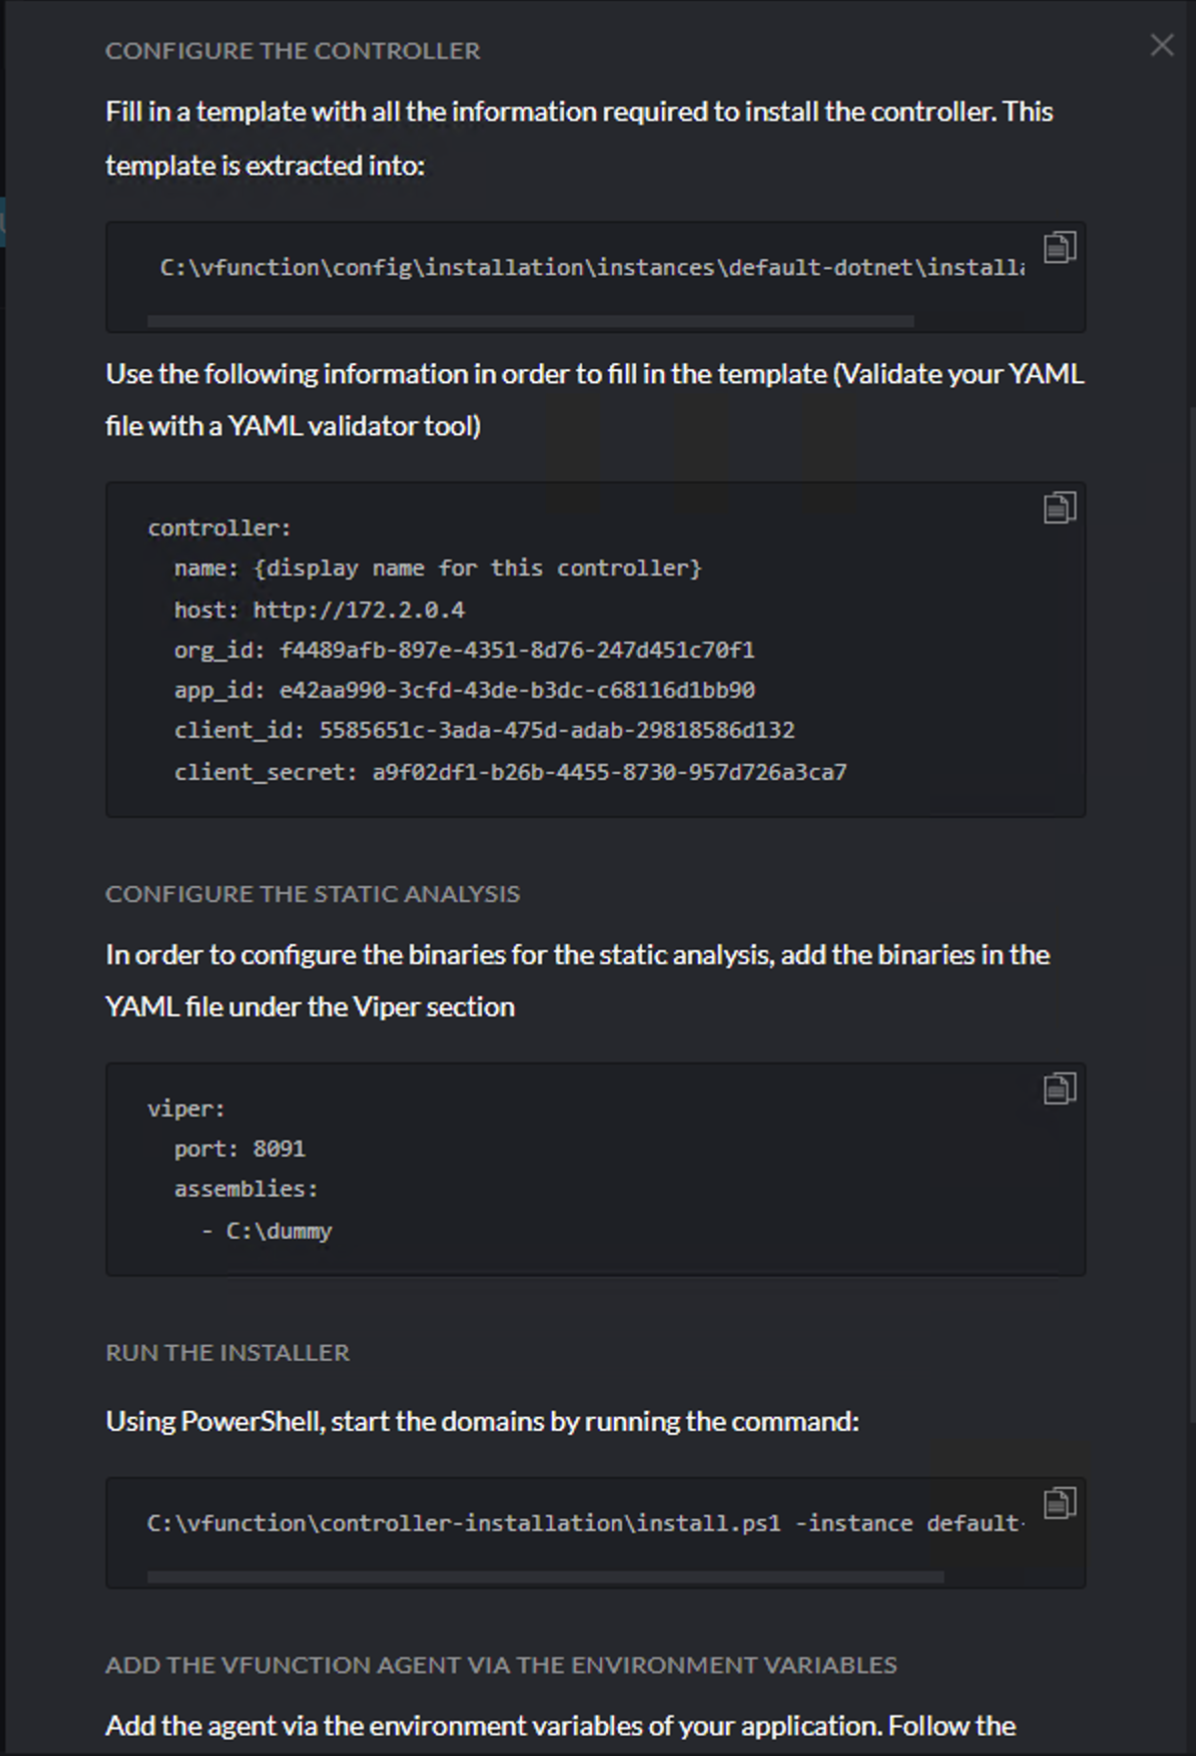 CONFIGURE THE CONTROLLER
Fill in a template with all the information required to install the controller. This
template is extracted into:
C:\vfunction\config\installation\instances\default-dotnet\install
Use the following information in order to fill in the template (Validate your YAML
file with a YAML validator tool)
controller:
  name: {display name for this controller}
  host: http://172.2.0.4
  org_id: f4489afb-897e-4351-8d76-247d451c70f1
  app_id: e42aa990-3cfd-43de-b3dc-c68116d1bb90
  client_id: 5585651c-3ada-475d-adab-29818586d132
  client_secret: a9f02df1-b26b-4455-8730-957d726a3ca7
CONFIGURE THE STATIC ANALYSIS
In order to configure the binaries for the static analysis, add the binaries in the
YAML file under the Viper section
viper:
  port: 8091
  assemblies:
    - C:\dummy
RUN THE INSTALLER
Using PowerShell, start the domains by running the command:
C:\vfunction\controller-installation\install.ps1 -instance default-
ADD THE VFUNCTION AGENT VIA THE ENVIRONMENT VARIABLES
Add the agent via the environment variables of your application. Follow the